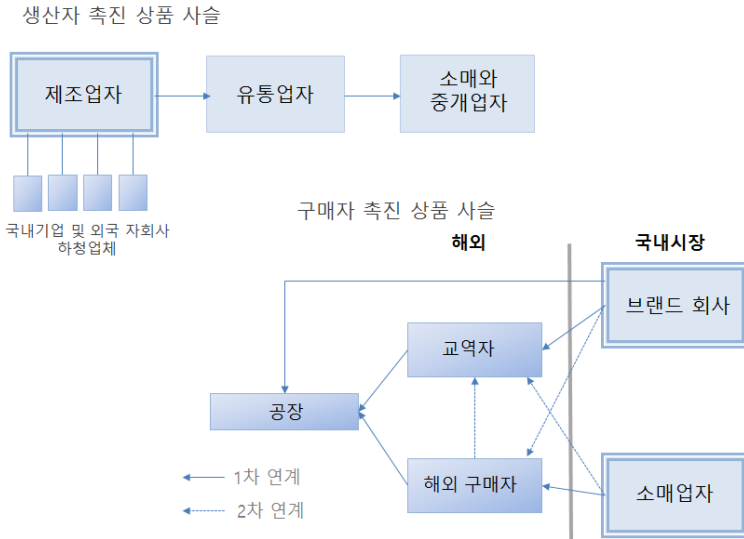 생산자 촉진 상품 사슬
제조업자
유통업자
소매와
중개업자
국내기업 및 외국 자회사
하청업체
구매자 촉진 상품 사슬
해외
국내시장
브랜드 회사
교역자
공장
해외 구매자
소매업자
1차 연계
2차 연계